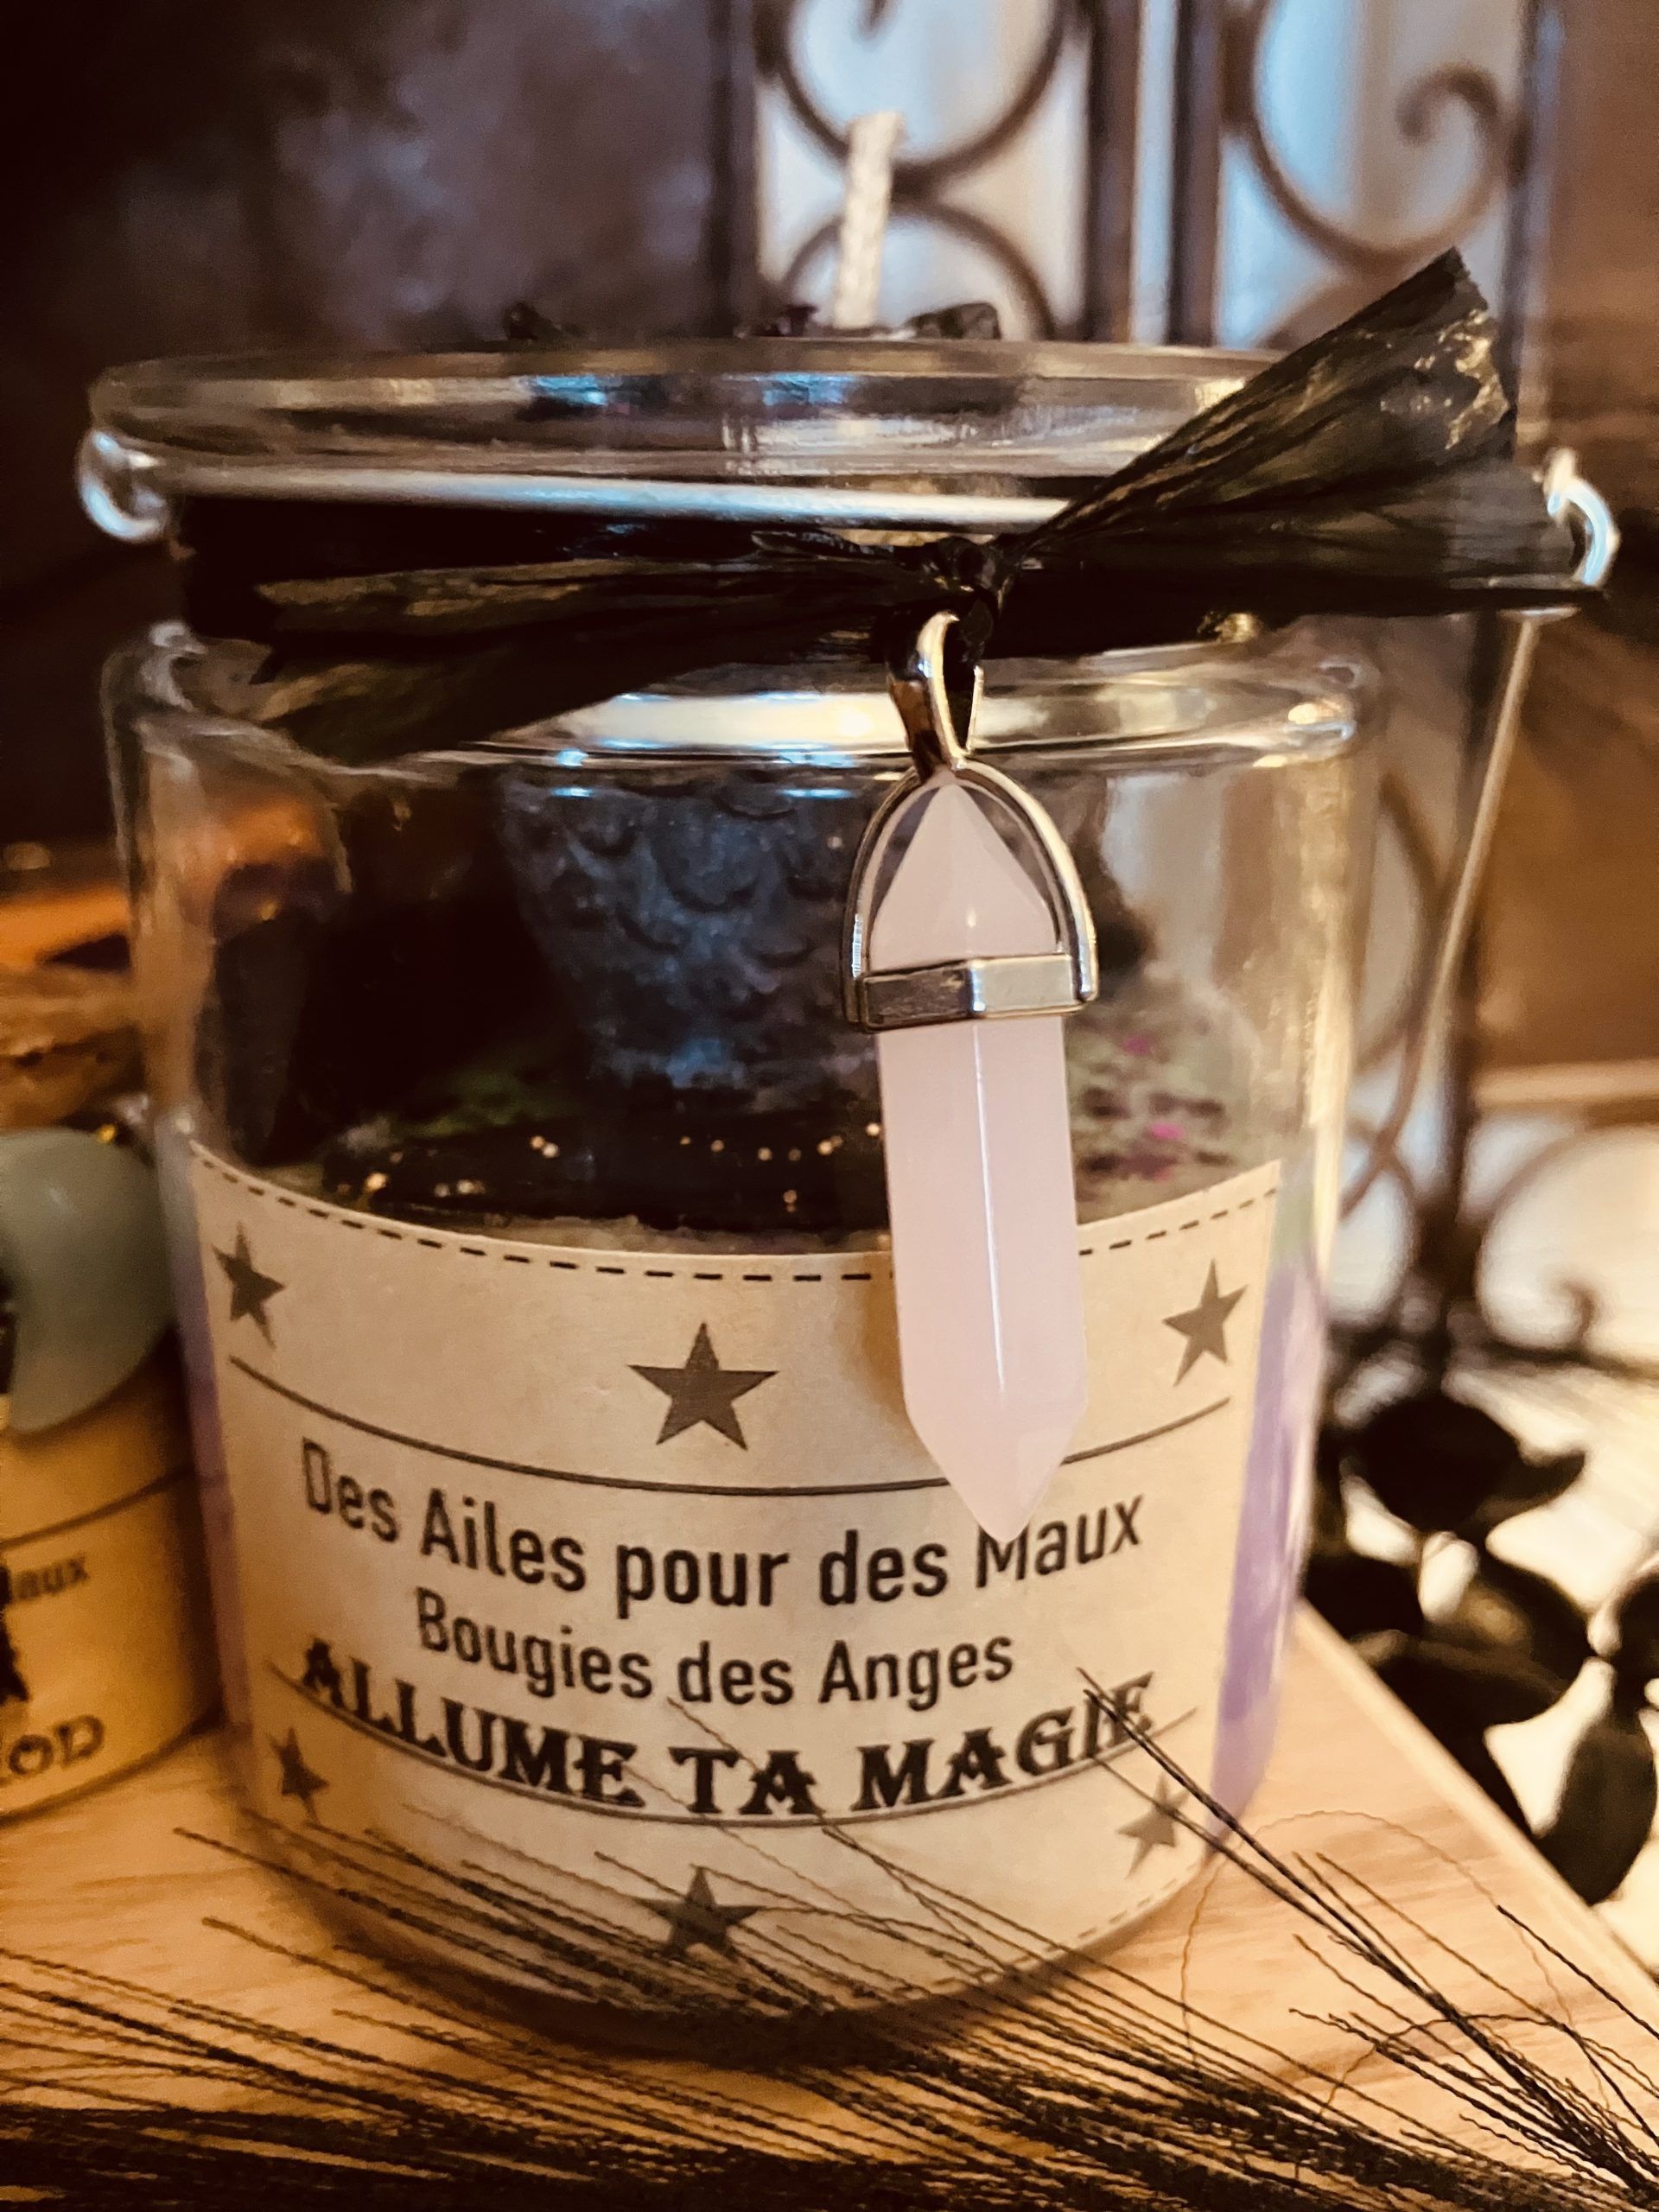 Des Ailes pour des Maux
Bougies des Anges
ALLUME TA MAGIE